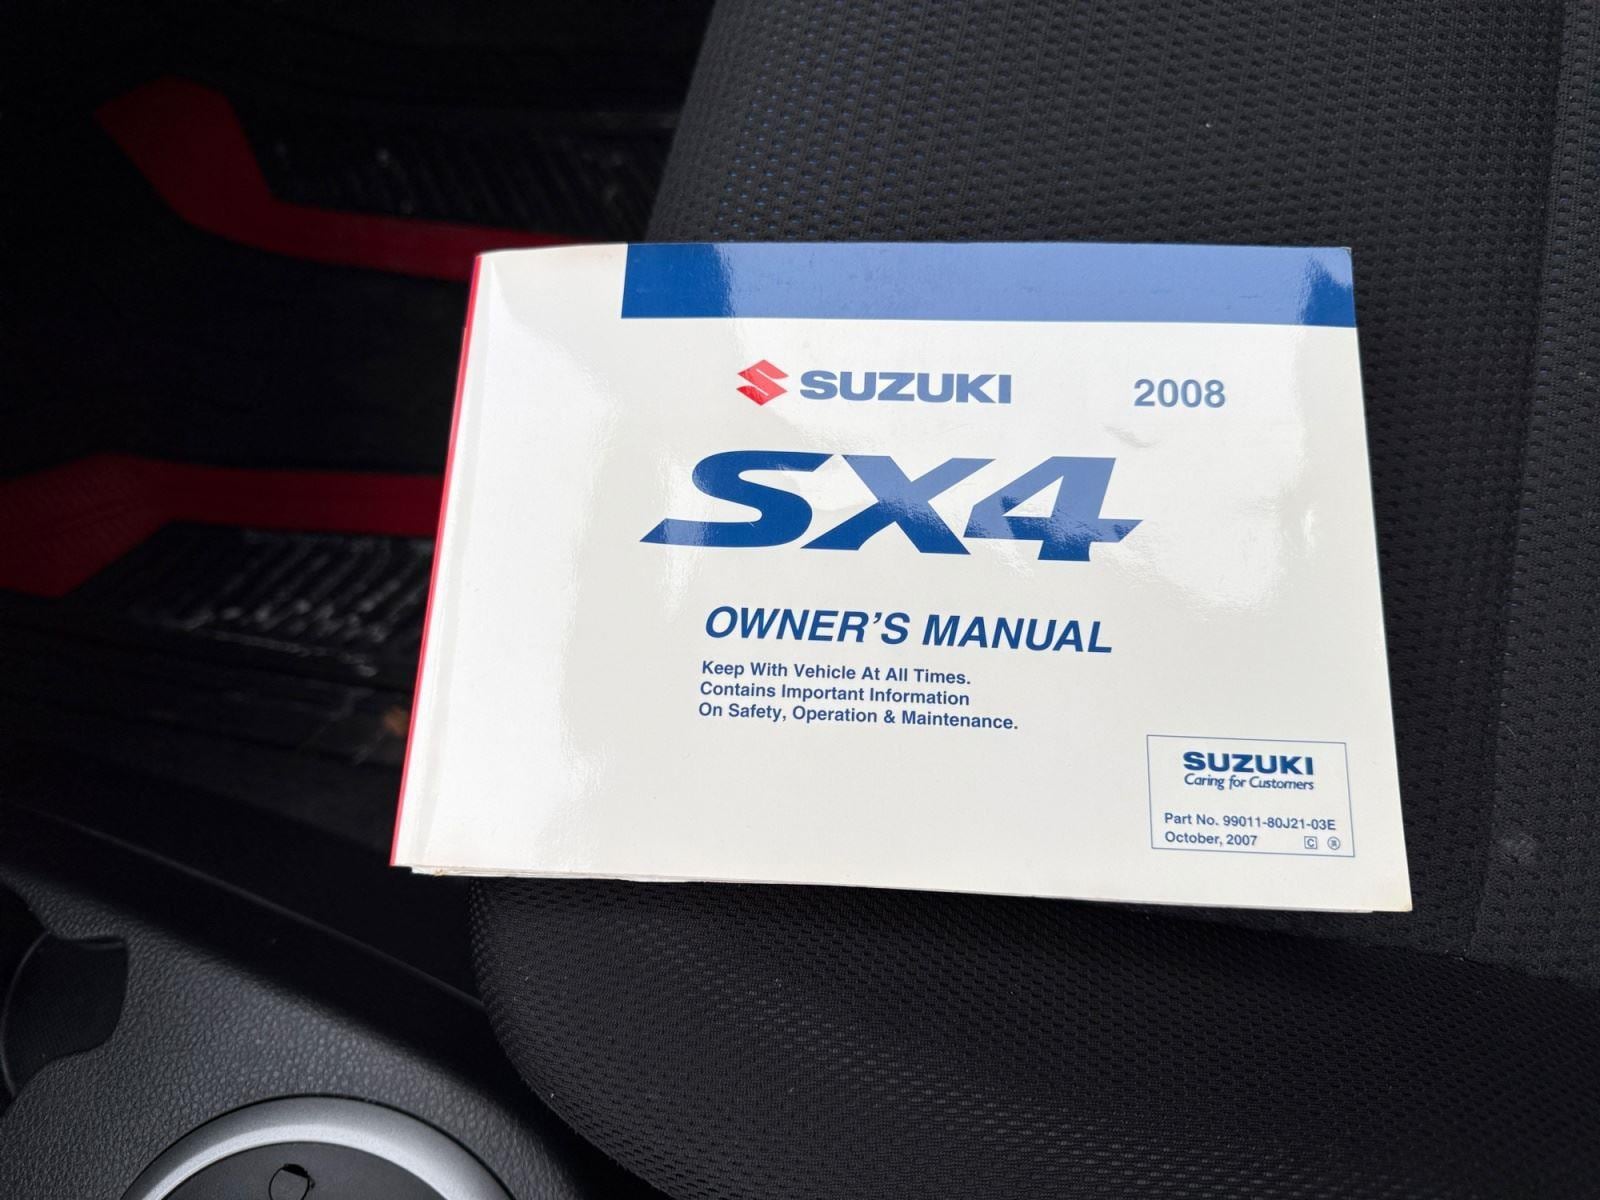 SUZUKI 2008
SX4
OWNER'S MANUAL
Keep With Vehicle At All Times.
Contains Important Information
On Safety, Operation & Maintenance.
SUZUKI
Caring for Customers
Part No. 99011-80J21-03E
October, 2007 C